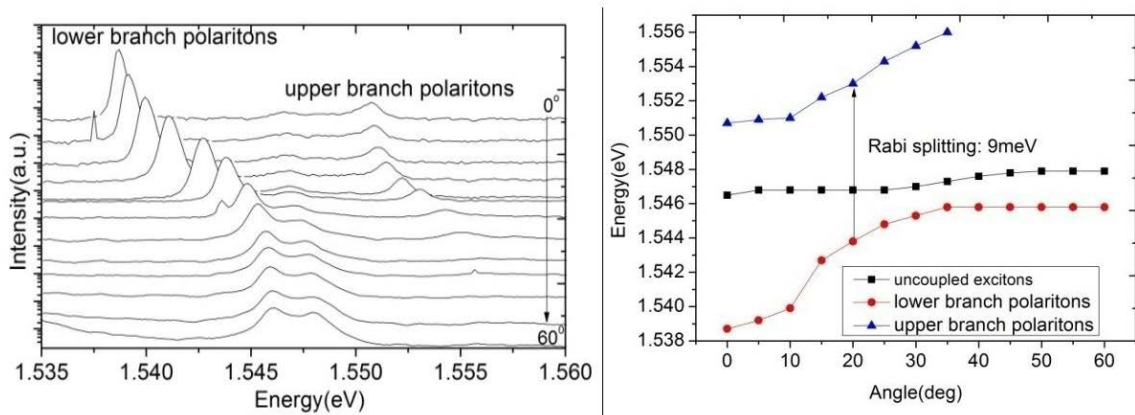 lower branch polaritons
upper branch polaritons
0°
60°
Intensity(a.u.)
1.535 1.540 1.545 1.550 1.555 1.560
Energy(eV)
1.556
1.554
1.552
1.550
1.548
1.546
1.544
1.542
1.540
1.538
Energy(eV)
Rabi splitting: 9meV
uncoupled excitons
lower branch polaritons
upper branch polaritons
0 10 20 30 40 50 60
Angle(deg)